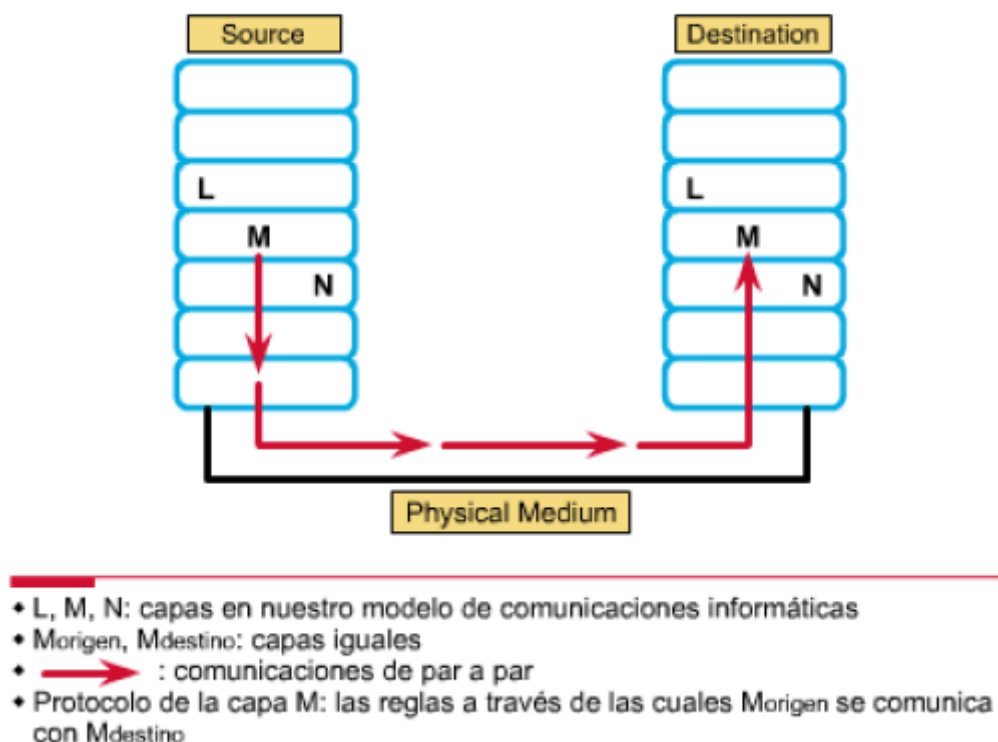 Source
Destination
L
L
M
M
N
N
Physical Medium
◆ L, M, N: capas en nuestro modelo de comunicaciones informáticas
◆ Morigen, Mdestino: capas iguales
◆ : comunicaciones de par a par
◆ Protocolo de la capa M: las reglas a través de las cuales Morigen se comunica
con Mdestino